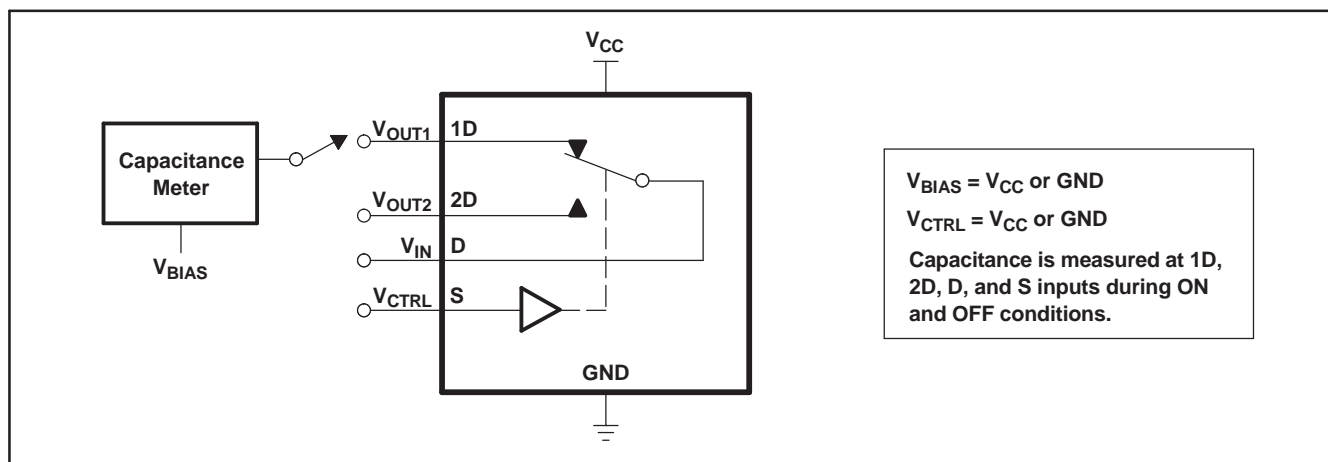 VCC
Capacitance
Meter
VBIAS
VOUT1 1D
VOUT2 2D
VIN D
VCTRL S
GND
VBIAS = VCC or GND
VCTRL = VCC or GND
Capacitance is measured at 1D,
2D, D, and S inputs during ON
and OFF conditions.